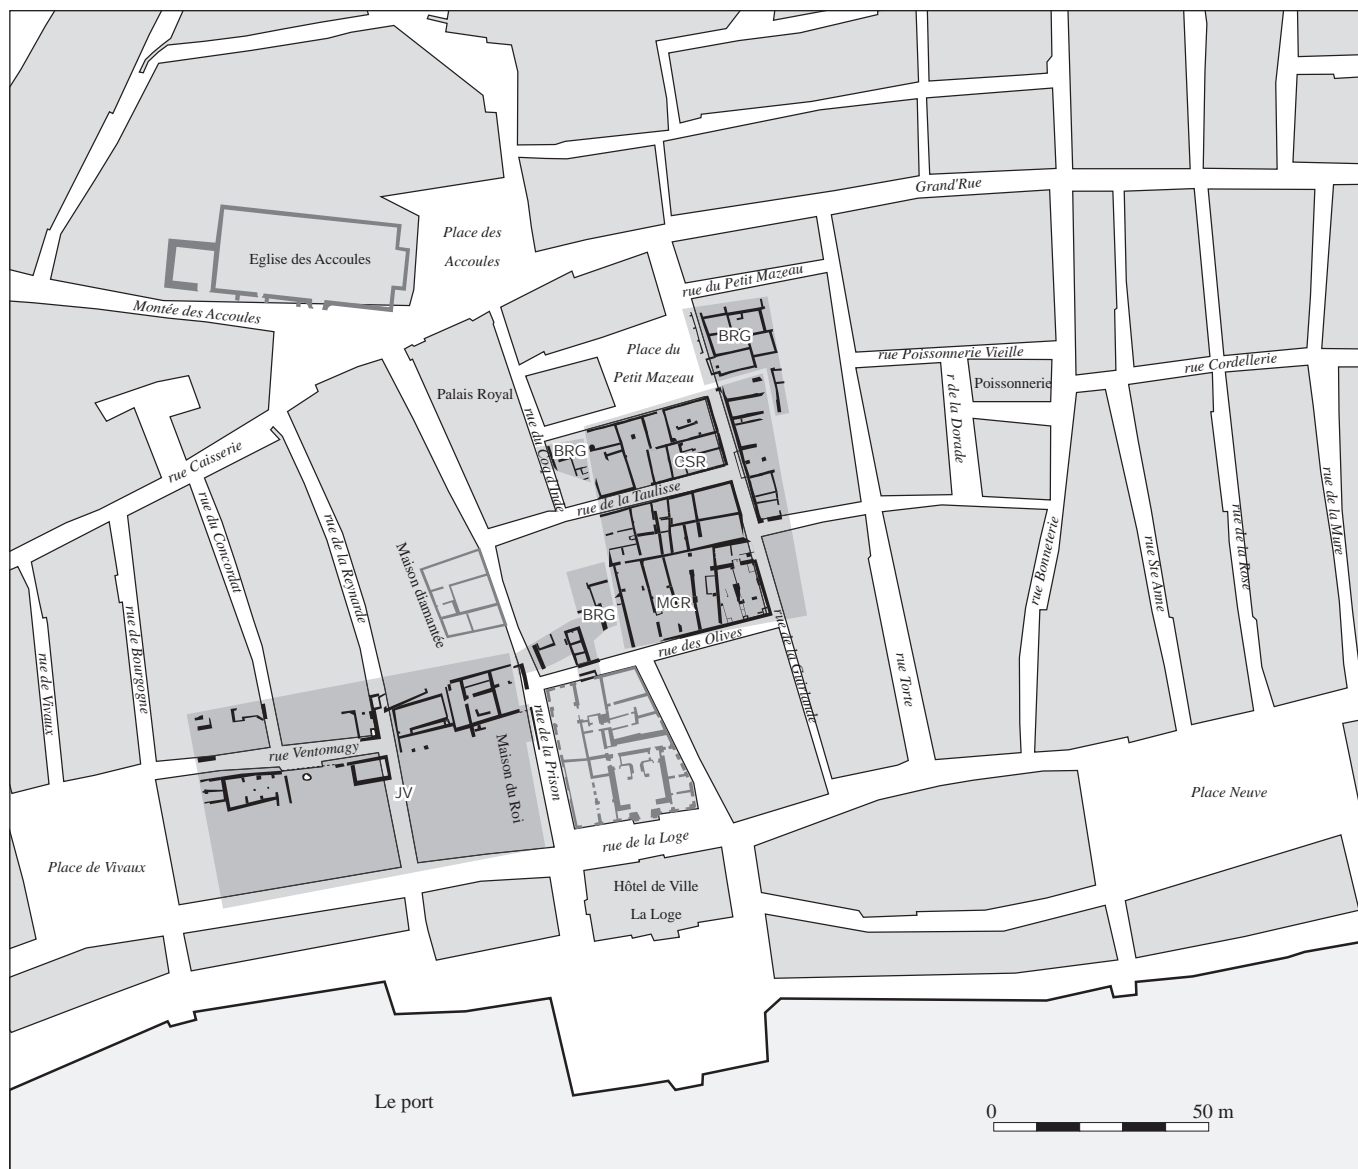 Grand'Rue
Place des
Accoules
Eglise des Accoules
Montée des Accoules
rue du Petit Mazeau
BRG
Place du
Petit Mazeau
rue Poissonnerie Vieille
Poissonnerie
rue Cordellerie
Palais Royal
r de la Dorade
rue du Coq d'Inde
BRG
CSR
rue Caisserie
rue de la Taulisse
rue du Concordat
rue de la Reynarde
Maison diamantée
rue Bonneterie
rue Ste Anne
rue de la Rose
rue de la Mure
MCR
BRG
rue des Olives
rue de la Guirlande
rue Torte
rue de Vivaux
rue de Bourgogne
rue Ventomagy
Maison du Roi
rue de la Prison
JV
Place Neuve
rue de la Loge
Place de Vivaux
Hôtel de Ville
La Loge
Le port
0 50 m